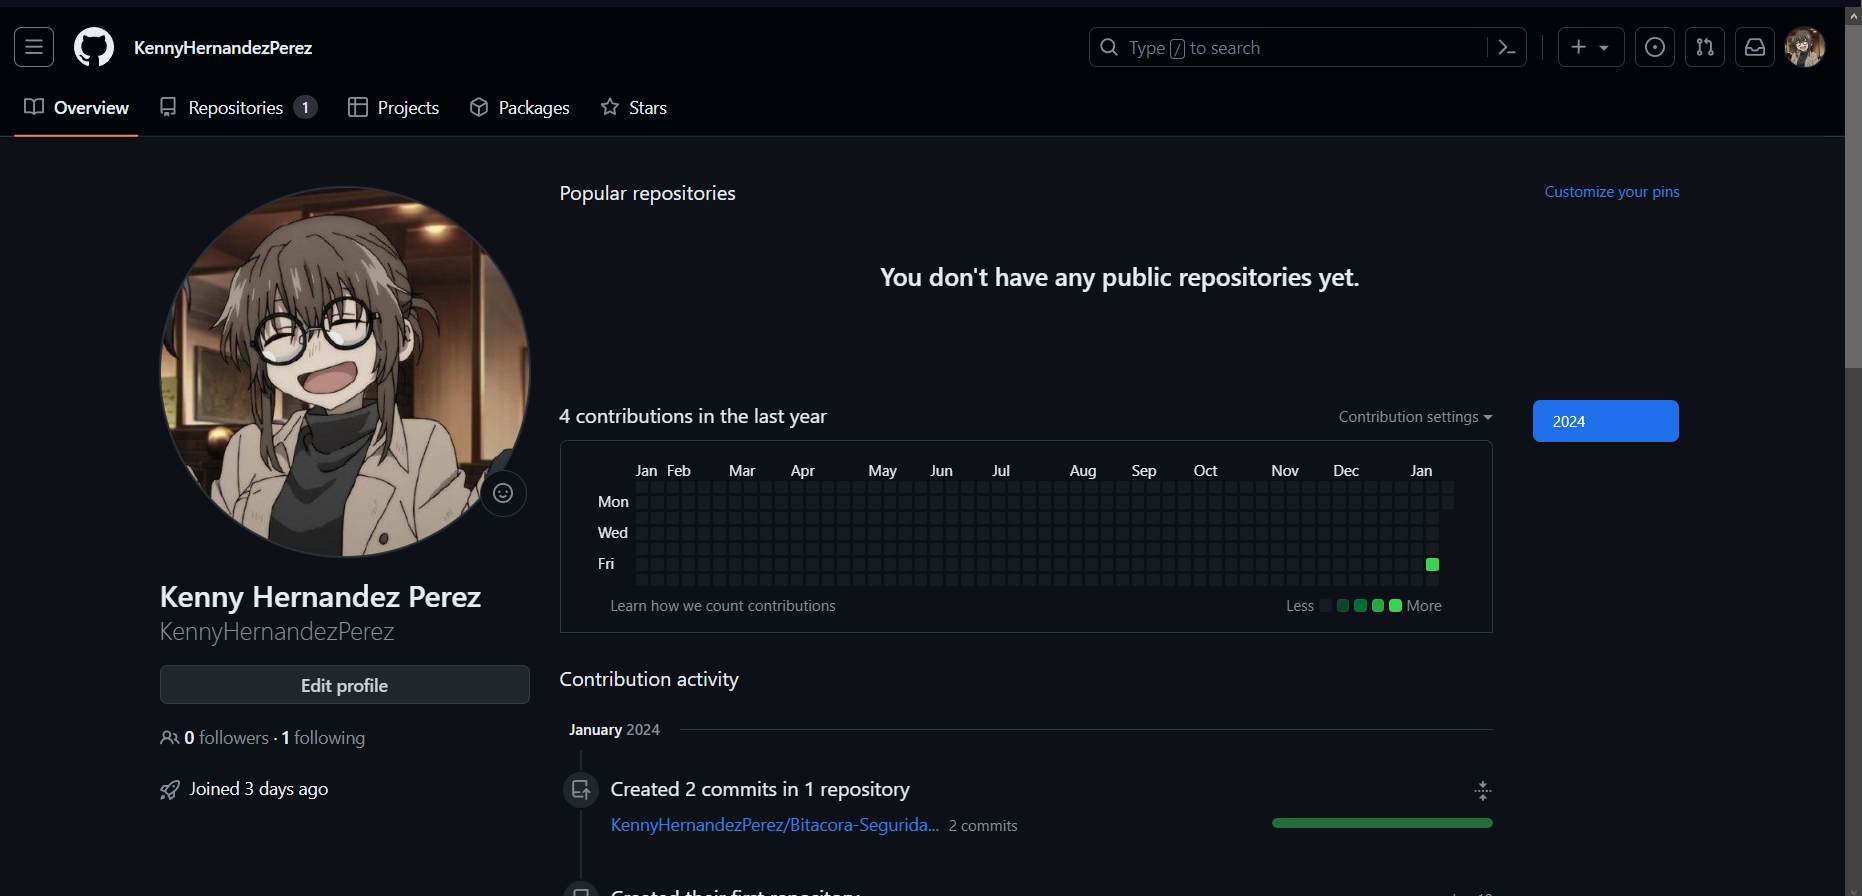 KennyHernandezPerez
Type / to search
Overview
Repositories 1
Projects
Packages
Stars
Popular repositories
Customize your pins
You don't have any public repositories yet.
4 contributions in the last year
Contribution settings
2024
Jan Feb Mar Apr May Jun Jul Aug Sep Oct Nov Dec Jan
Mon
Wed
Fri
Learn how we count contributions
Less
More
Kenny Hernandez Perez
KennyHernandezPerez
Edit profile
0 followers · 1 following
Joined 3 days ago
Contribution activity
January 2024
Created 2 commits in 1 repository
KennyHernandezPerez/Bitacora-Segurida... 2 commits
Created their first repository